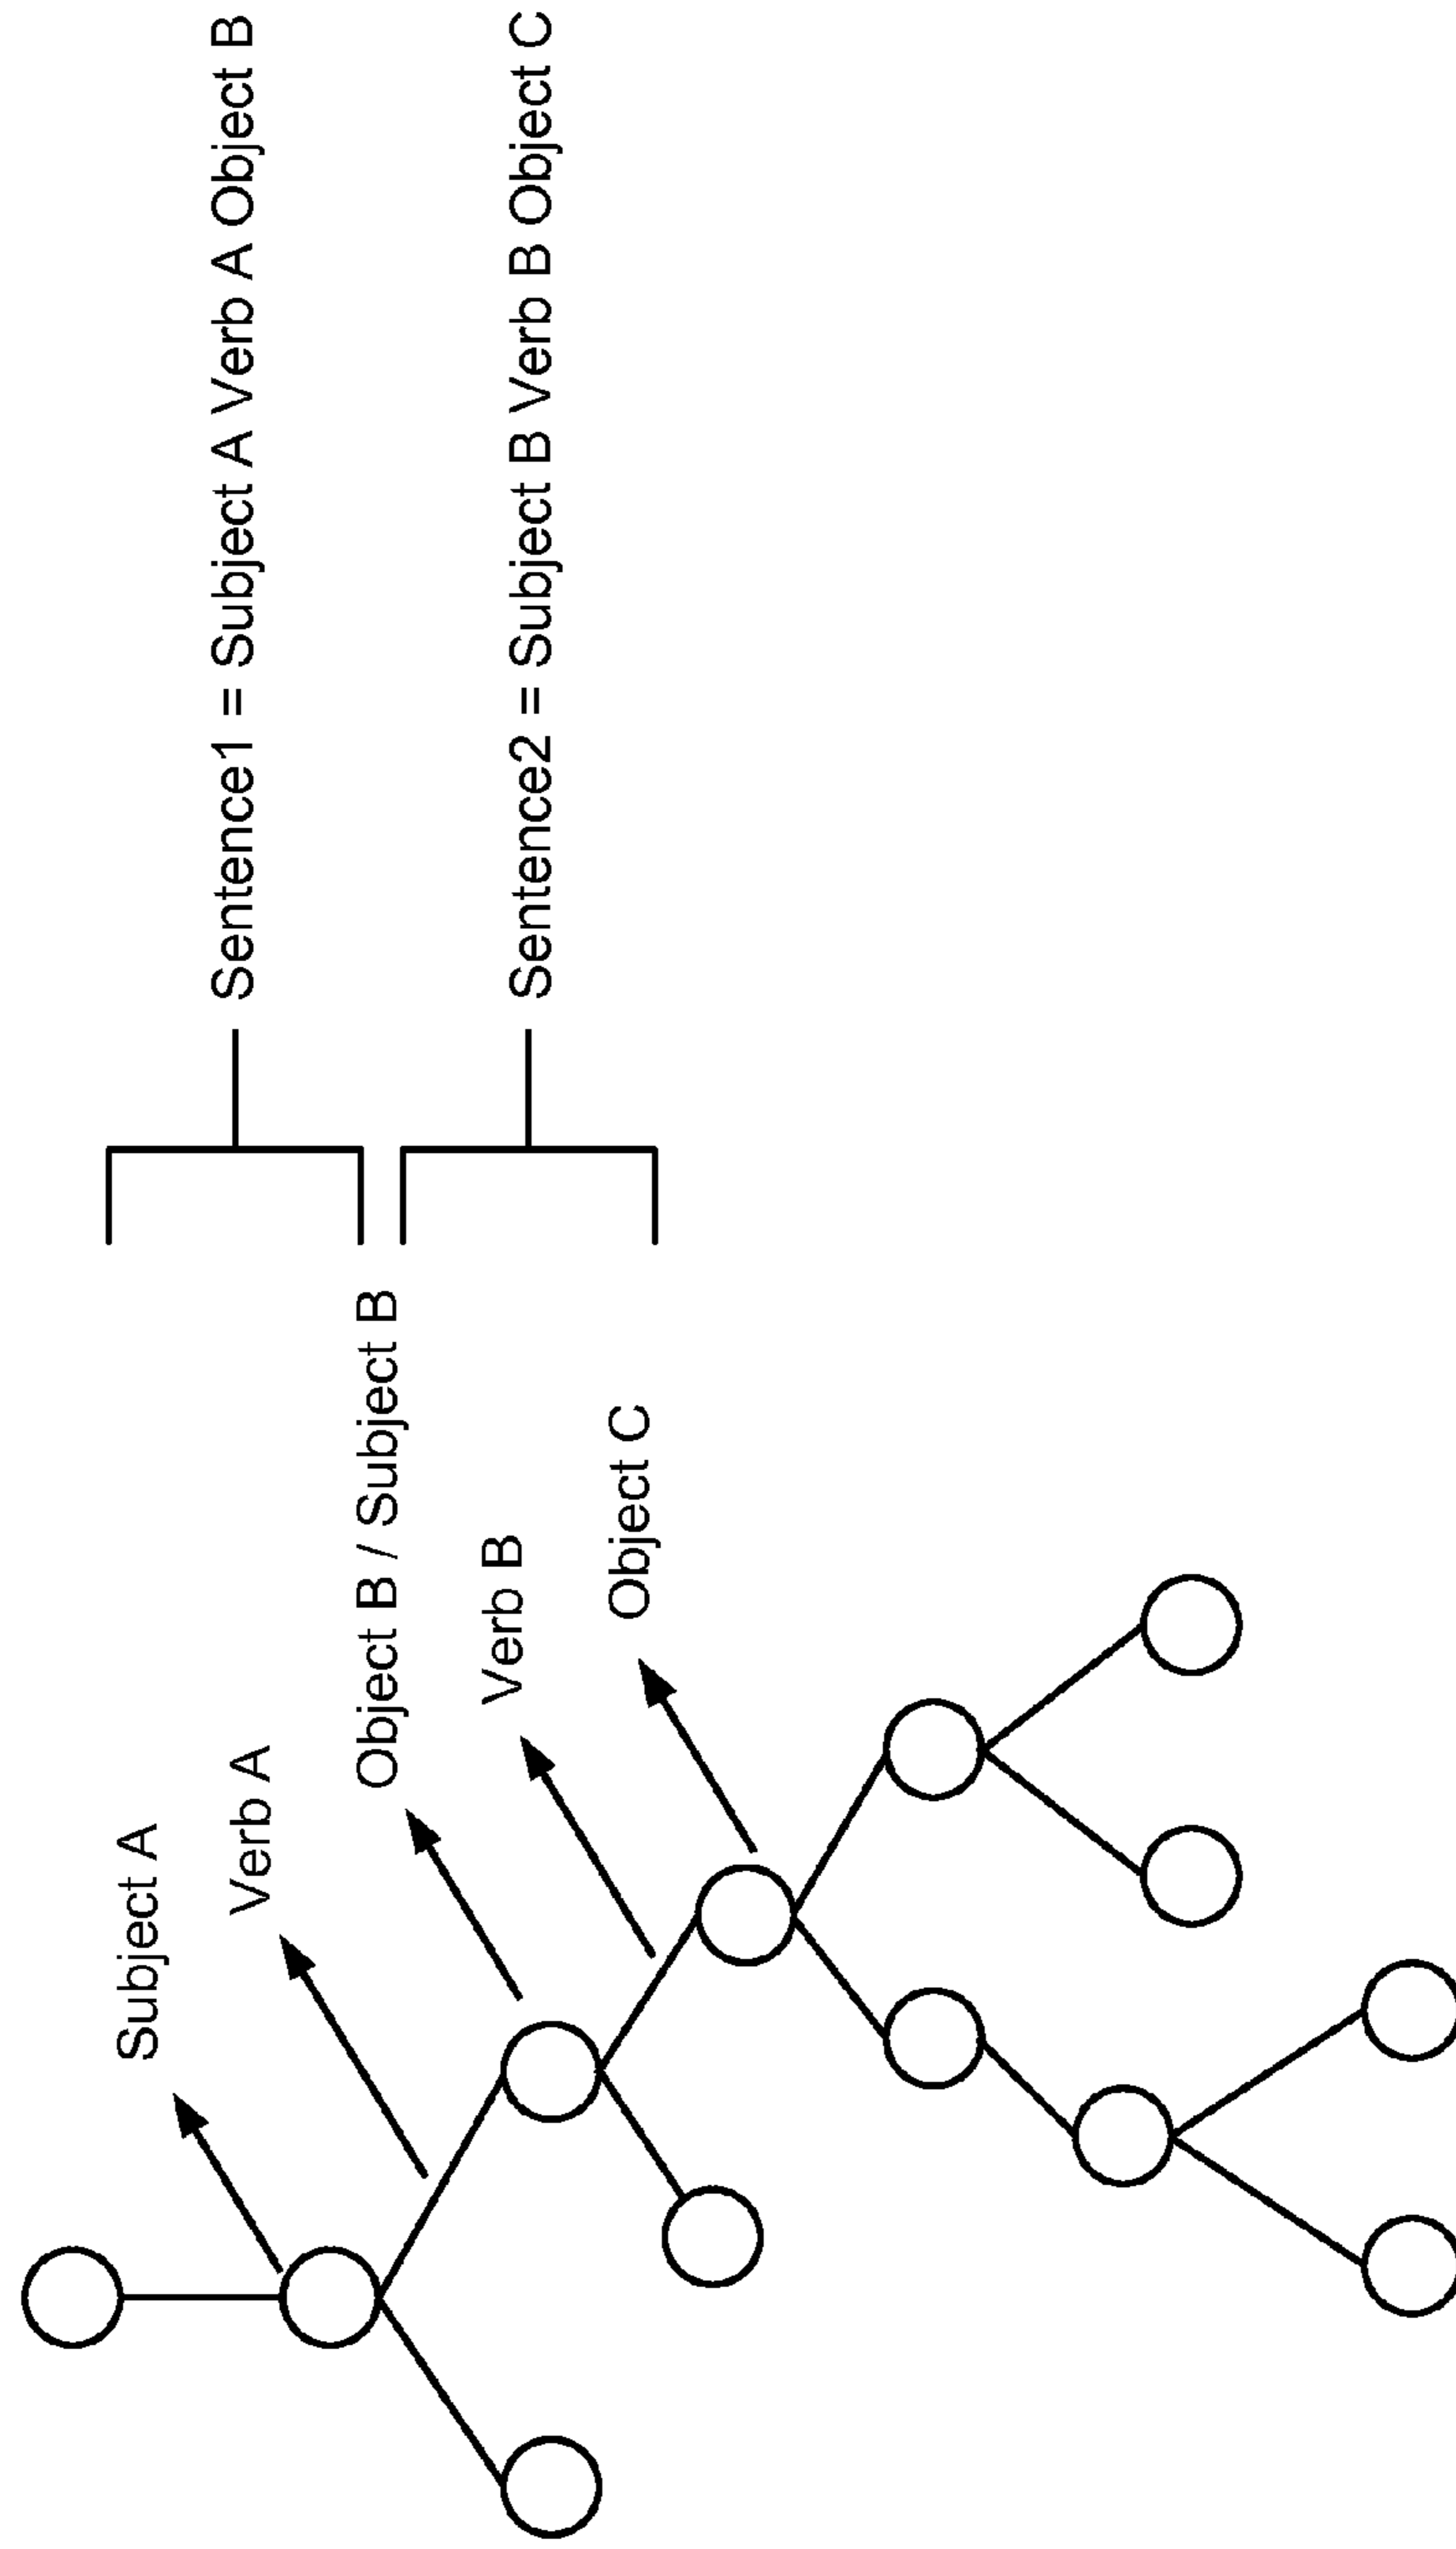 Subject A
Verb A
Object B / Subject B
Verb B
Object C
Sentence1 = Subject A Verb A Object B
Sentence2 = Subject B Verb B Object C